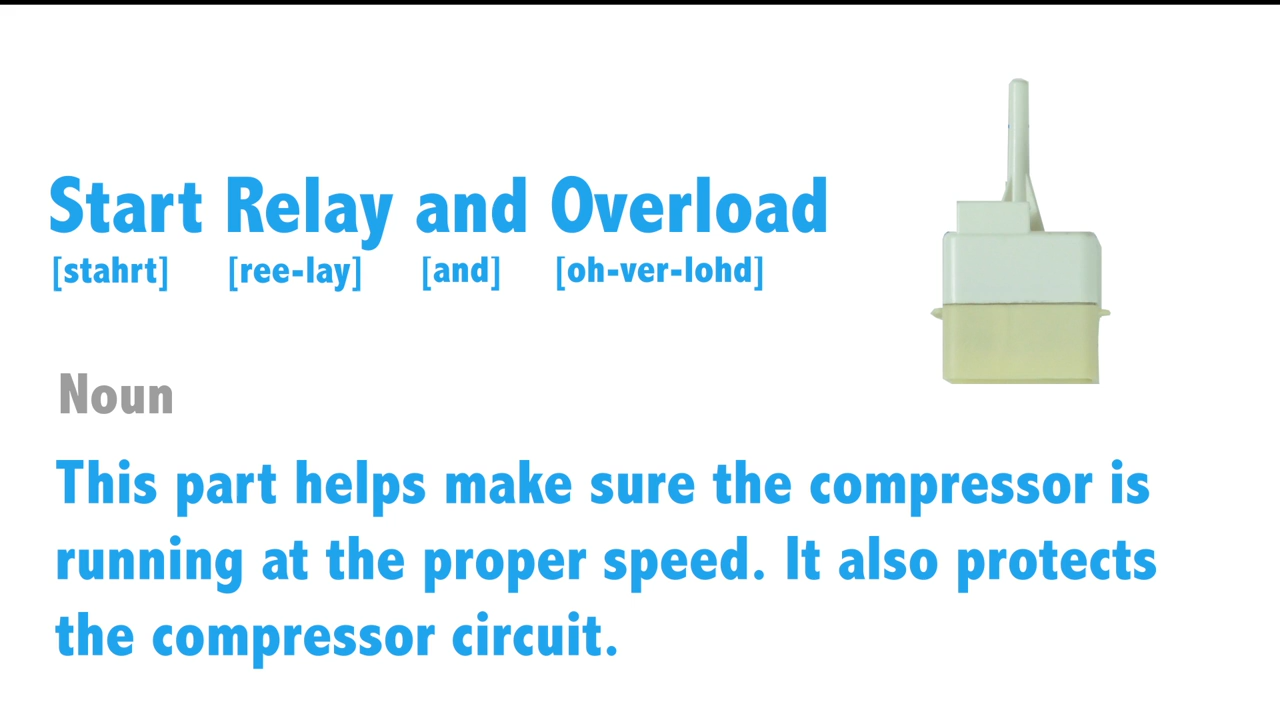 Start Relay and Overload
[stahrt] [ree-lay] [and] [oh-ver-lohd]
Noun
This part helps make sure the compressor is
running at the proper speed. It also protects
the compressor circuit.